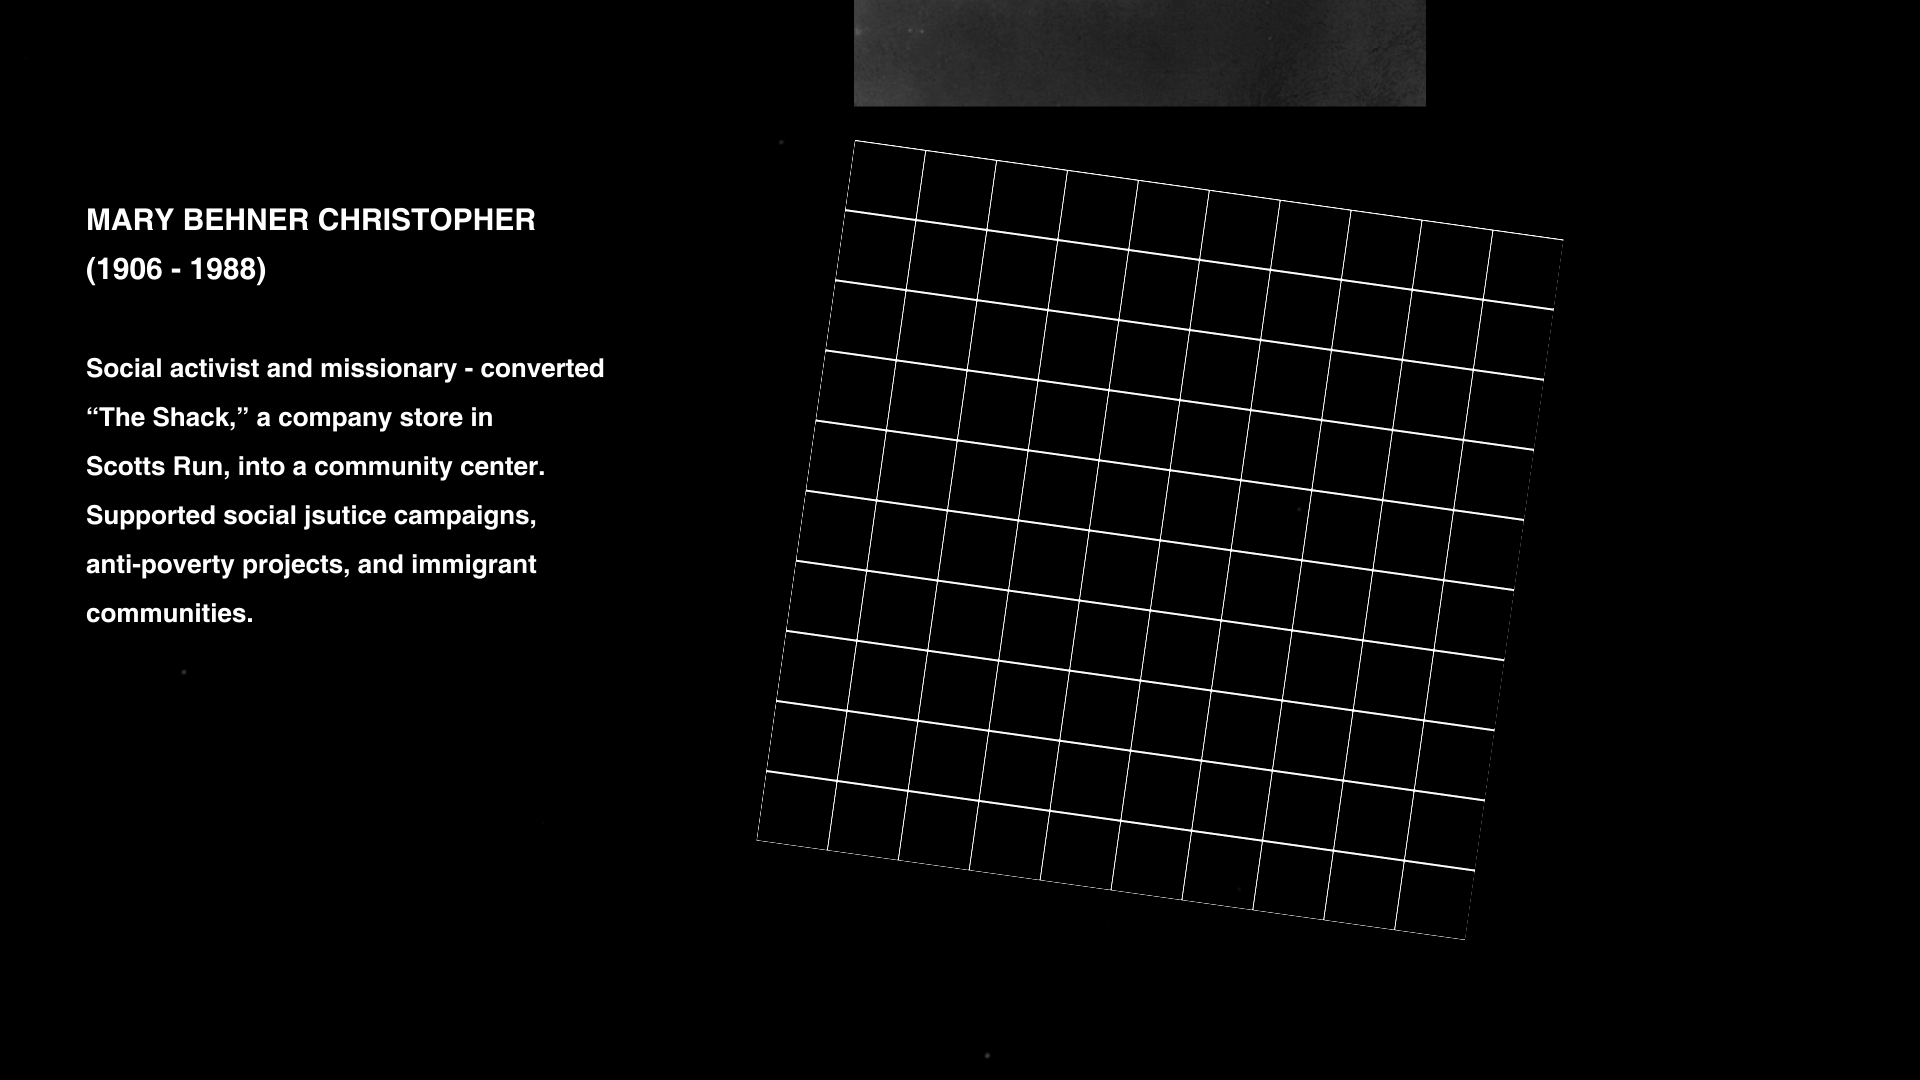 MARY BEHNER CHRISTOPHER
(1906 - 1988)
Social activist and missionary - converted
“The Shack,” a company store in
Scotts Run, into a community center.
Supported social jsutice campaigns,
anti-poverty projects, and immigrant
communities.